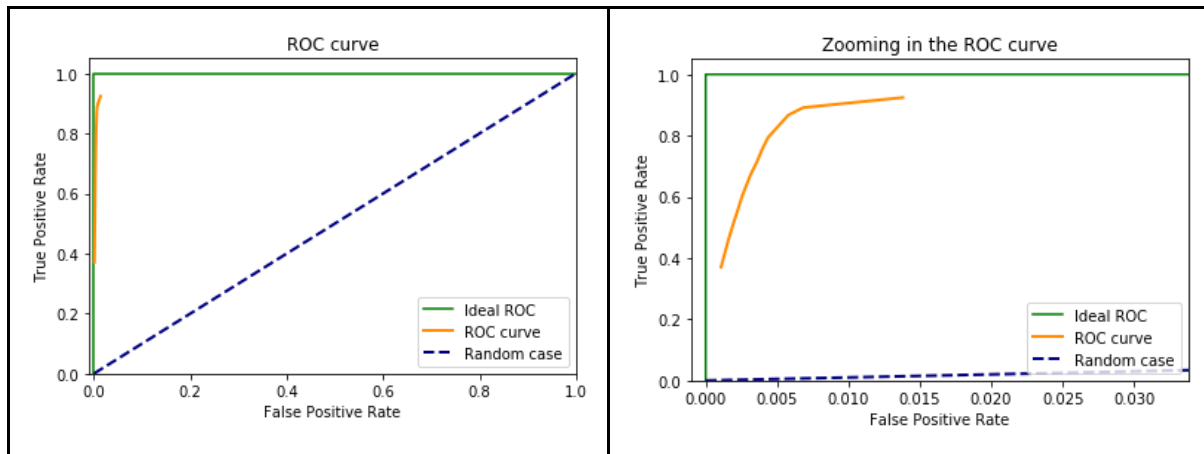 ROC curve
True Positive Rate
1.0
0.8
0.6
0.4
0.2
0.0
0.0 0.2 0.4 0.6 0.8 1.0
False Positive Rate
Ideal ROC
ROC curve
Random case
Zooming in the ROC curve
True Positive Rate
1.0
0.8
0.6
0.4
0.2
0.0
0.000 0.005 0.010 0.015 0.020 0.025 0.030
False Positive Rate
Ideal ROC
ROC curve
Random case